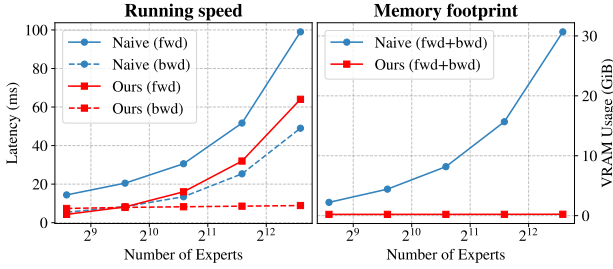 Running speed
Latency (ms)
100
80
60
40
20
0
Naive (fwd)
Naive (bwd)
Ours (fwd)
Ours (bwd)
2^9 2^10 2^11 2^12
Number of Experts
Memory footprint
Naive (fwd+bwd)
Ours (fwd+bwd)
30
20
10
0
VRAM Usage (GiB)
2^9 2^10 2^11 2^12
Number of Experts